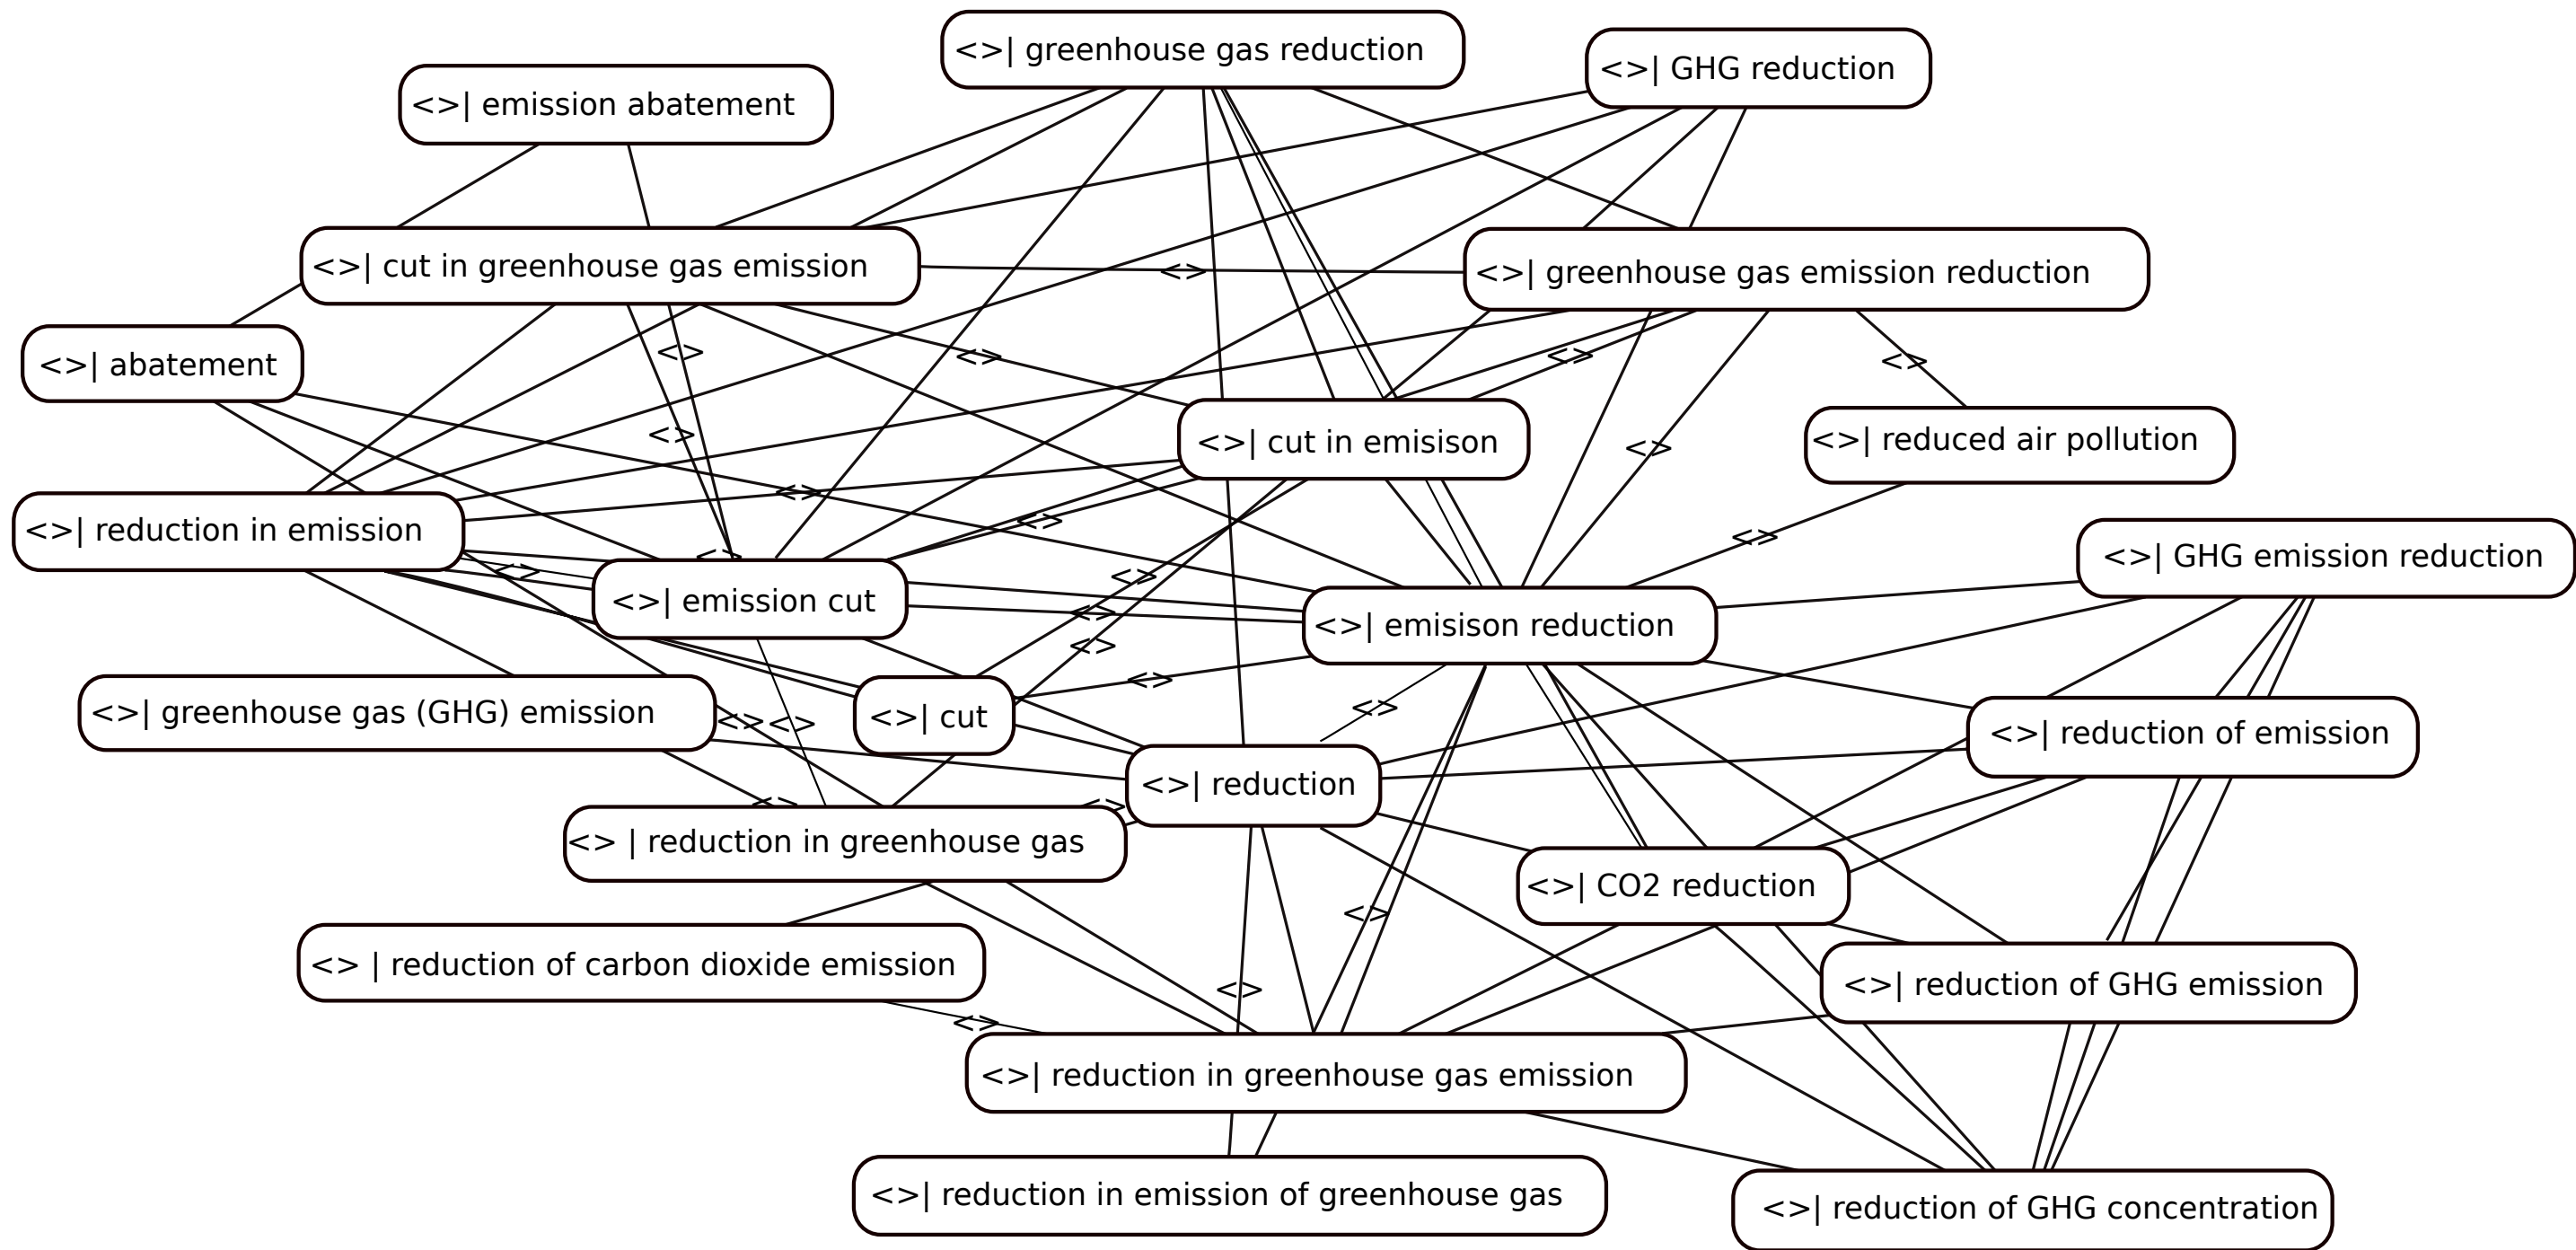 <>| greenhouse gas reduction
<>| GHG reduction
<>| emission abatement
<>| cut in greenhouse gas emission
<>
<>| greenhouse gas emission reduction
<>
<>
<>
<>
<>| abatement
<>
<>| cut in emisison
<>
<>| reduced air pollution
<>
<>
<>| reduction in emission
<>
<>
<>| GHG emission reduction
<>
<>
<>| emission cut
<>
<>| emisison reduction
<>
<>
<>| greenhouse gas (GHG) emission
<>
<>
<>| cut
<>
<>| reduction of emission
<>| reduction
<>
<>
<> | reduction in greenhouse gas
<>| CO2 reduction
<>
<> | reduction of carbon dioxide emission
<>
<>| reduction of GHG emission
<>
<>| reduction in greenhouse gas emission
<>| reduction in emission of greenhouse gas
<>| reduction of GHG concentration